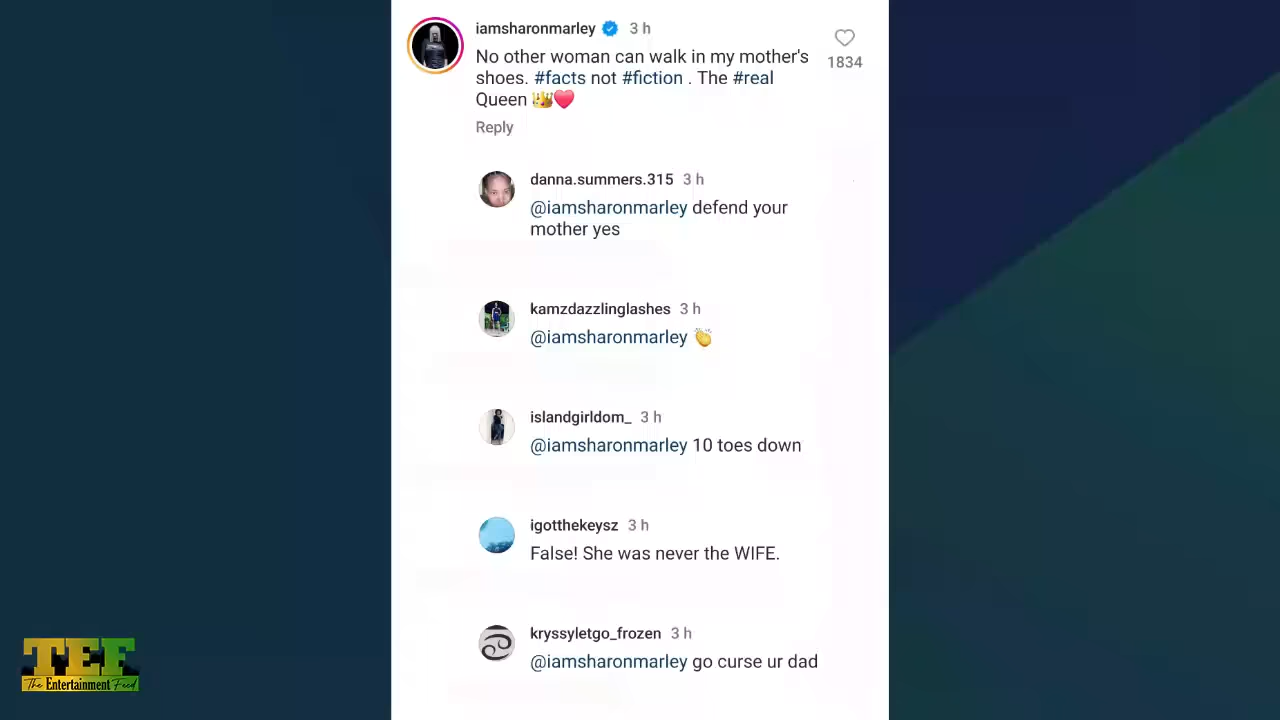 iamsharonmarley 3 h
No other woman can walk in my mother's
shoes. #facts not #fiction . The #real
Queen 👑❤️
1834
Reply
danna.summers.315 3 h
@iamsharonmarley defend your
mother yes
kamzdazzlinglashes 3 h
@iamsharonmarley 👏
islandgirldom_ 3 h
@iamsharonmarley 10 toes down
igotthekeysz 3 h
False! She was never the WIFE.
kryssyletgo_frozen 3 h
@iamsharonmarley go curse ur dad
TEF
The Entertainment Feed